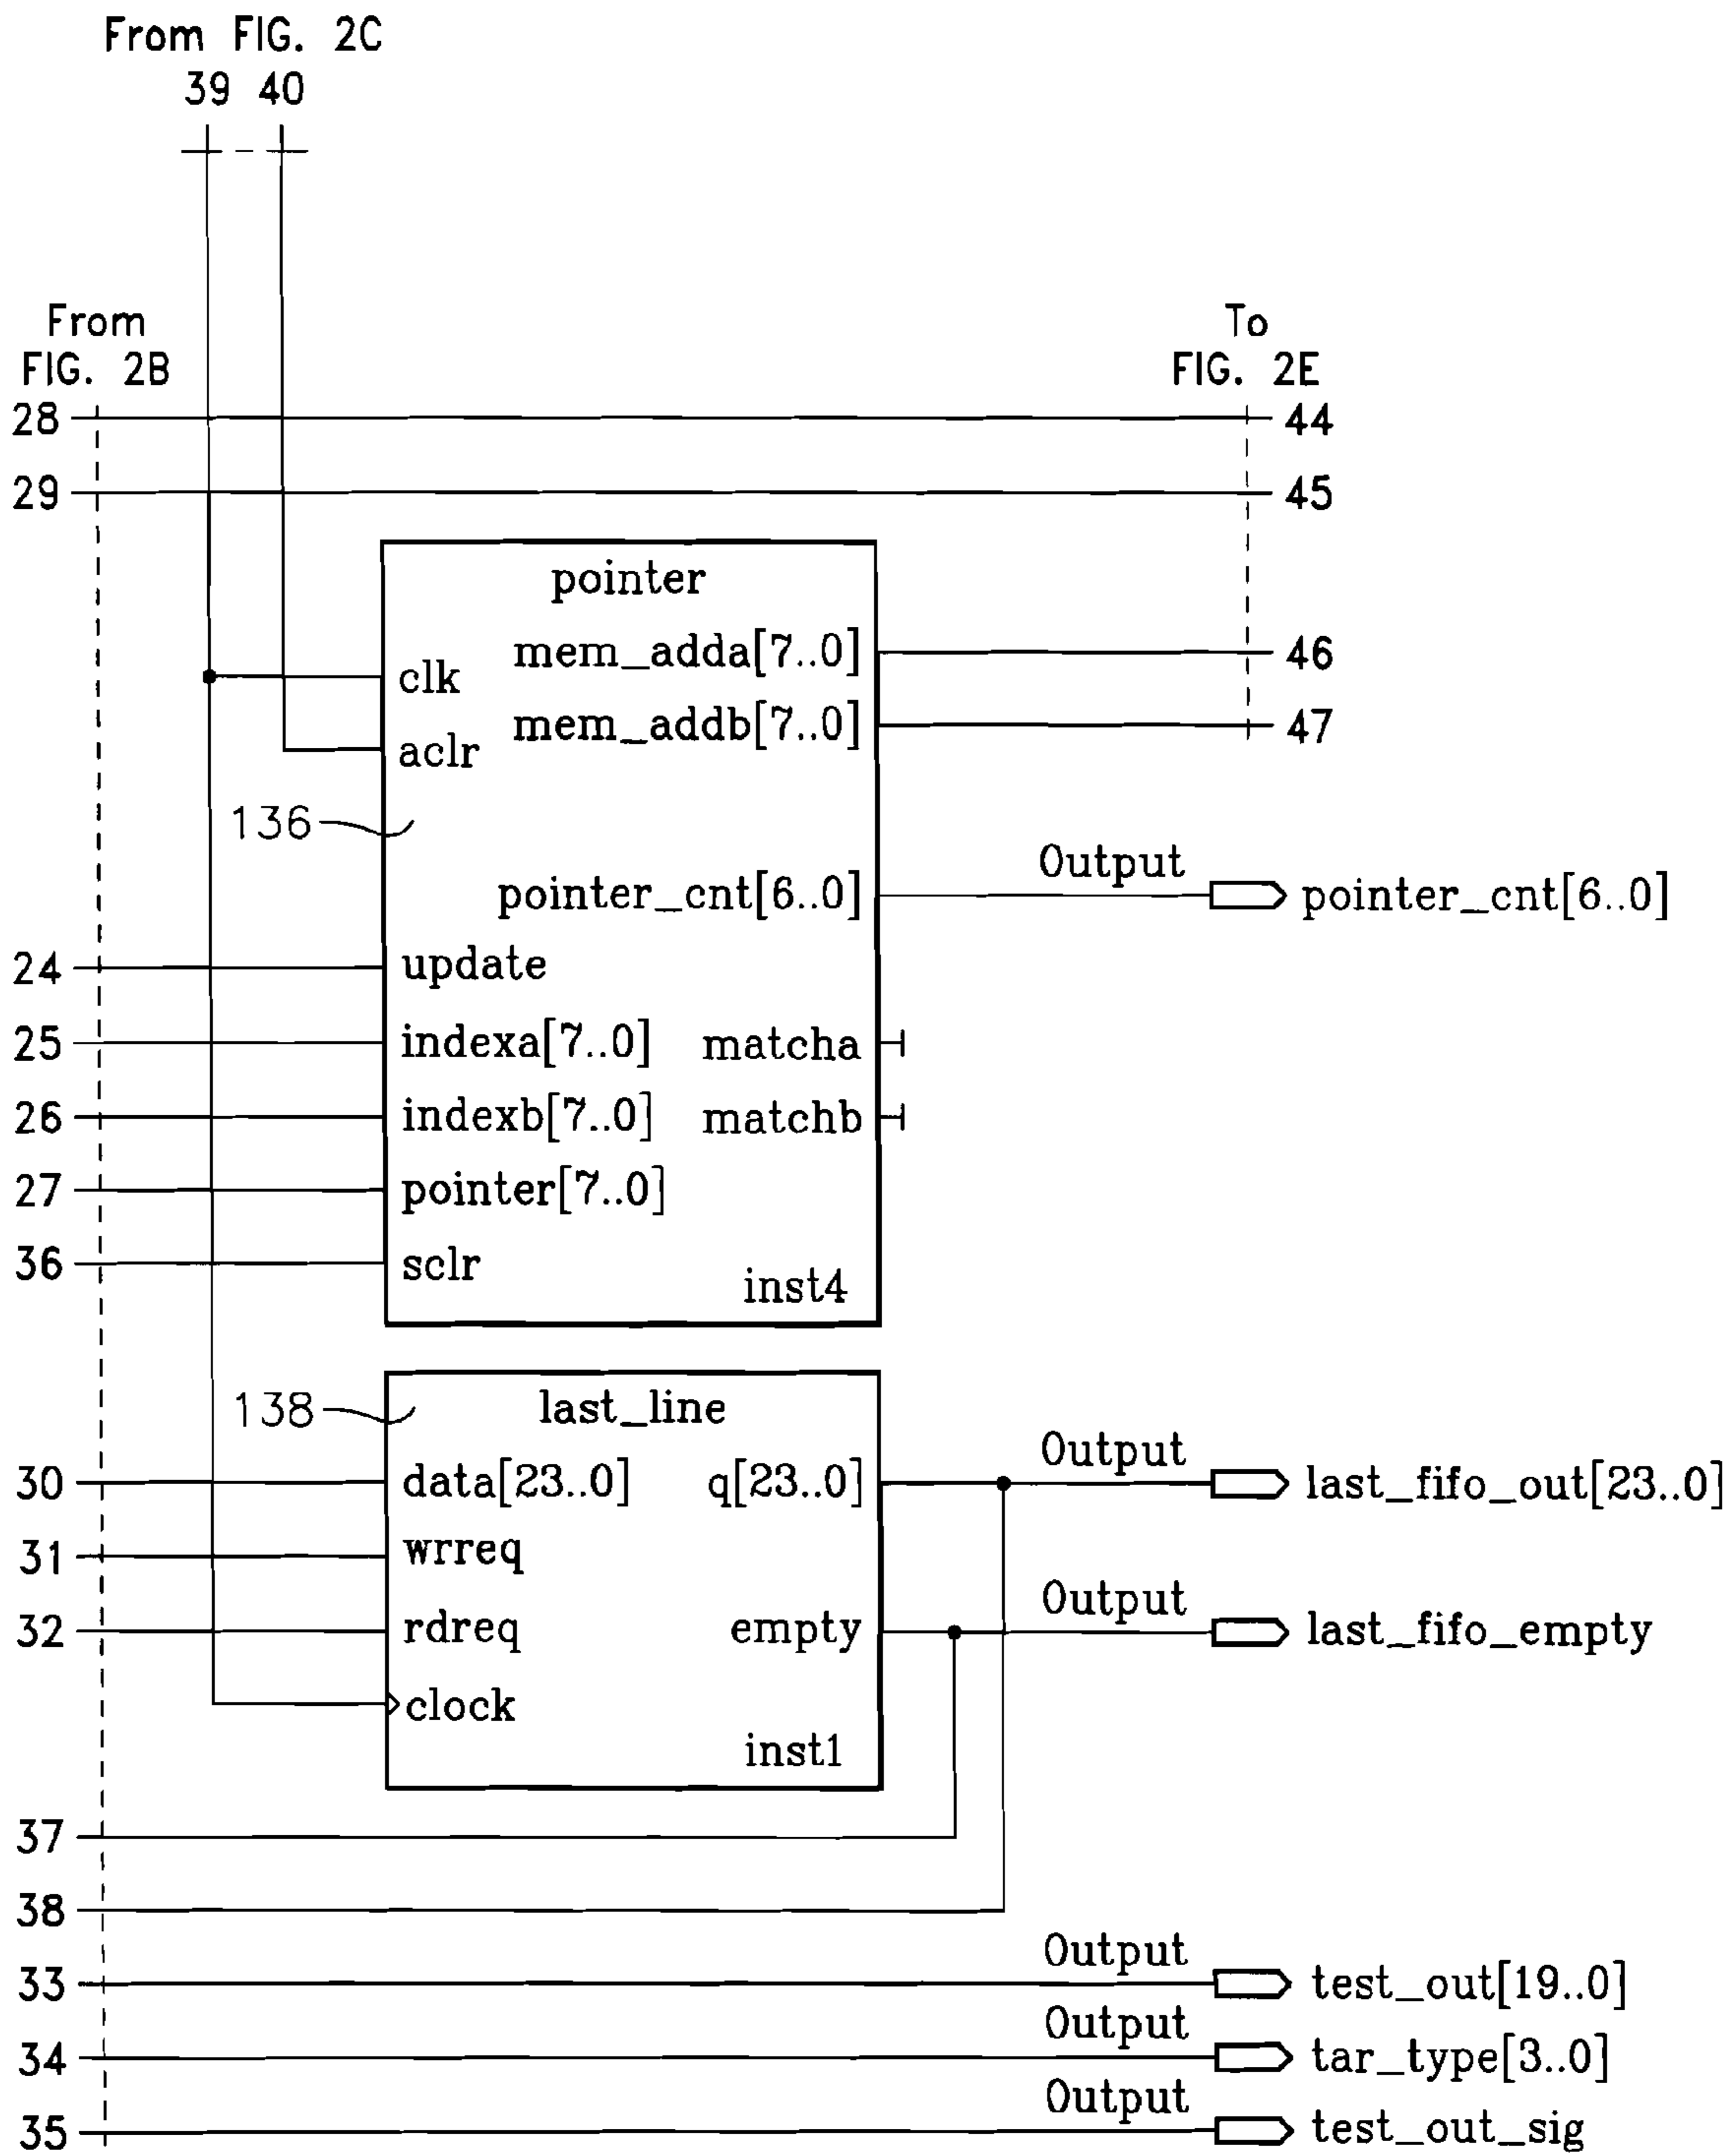 From FIG. 2C
39 40
From
FIG. 2B
To
FIG. 2E
28
44
29
45
pointer
mem_adda[7..0]
46
clk
mem_addb[7..0]
47
aclr
136
Output
pointer_cnt[6..0]
pointer_cnt[6..0]
24
update
25
indexa[7..0]
matcha
26
indexb[7..0]
matchb
27
pointer[7..0]
36
sclr
inst4
138
last_line
Output
30
data[23..0]
q[23..0]
last_fifo_out[23..0]
31
wrreq
Output
32
rdreq
empty
last_fifo_empty
clock
inst1
37
38
Output
33
test_out[19..0]
Output
34
tar_type[3..0]
Output
35
test_out_sig